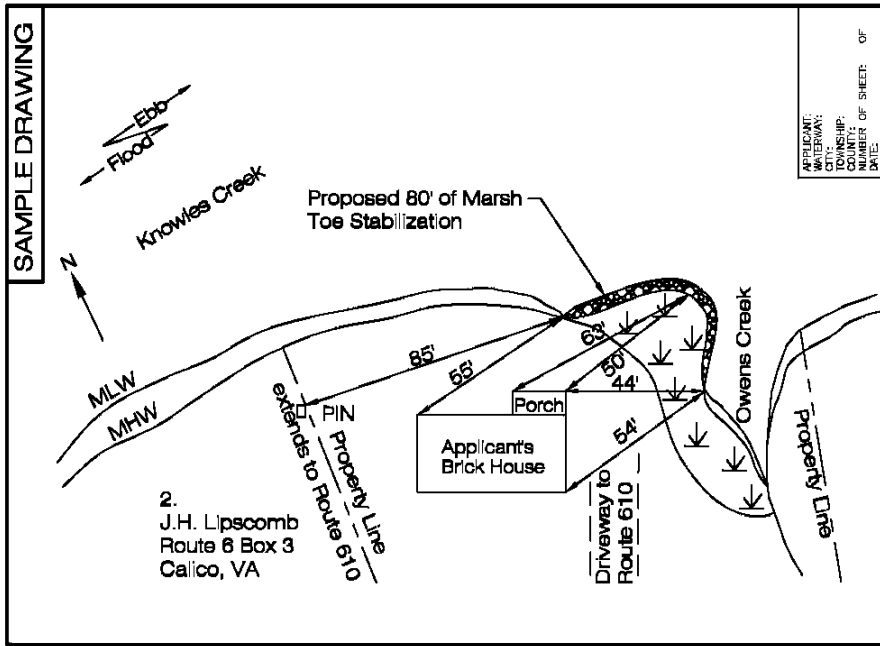 SAMPLE DRAWING
Ebb
Flood
Knowles Creek
N
Proposed 80' of Marsh
Toe Stabilization
APPLICANT:
WATERWAY:
CITY:
TOWNSHIP:
COUNTY:
NUMBER OF SHEET: OF
DATE:
MLW
MHW
85'
55'
63'
50'
44'
54'
PIN
Porch
Applicant's
Brick House
Owens Creek
Property Line
extends to Route 610
Property Line
Driveway to
Route 610
2.
J.H. Lipscomb
Route 6 Box 3
Calico, VA